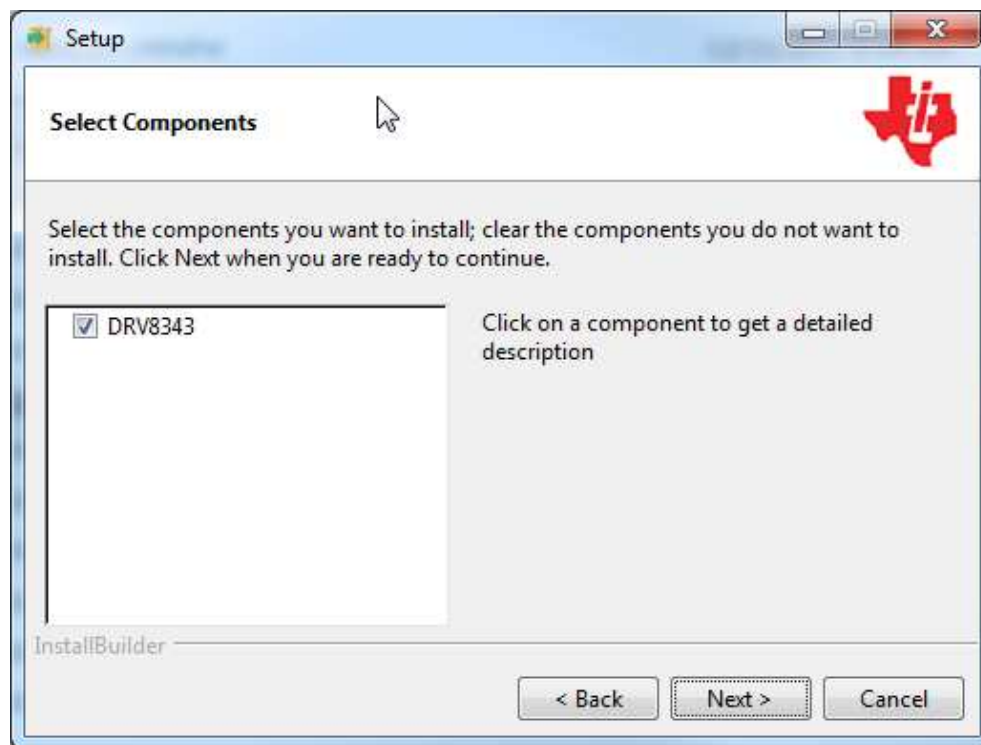 Setup
Select Components
Select the components you want to install; clear the components you do not want to
install. Click Next when you are ready to continue.
DRV8343
Click on a component to get a detailed
description
InstallBuilder
< Back
Next >
Cancel